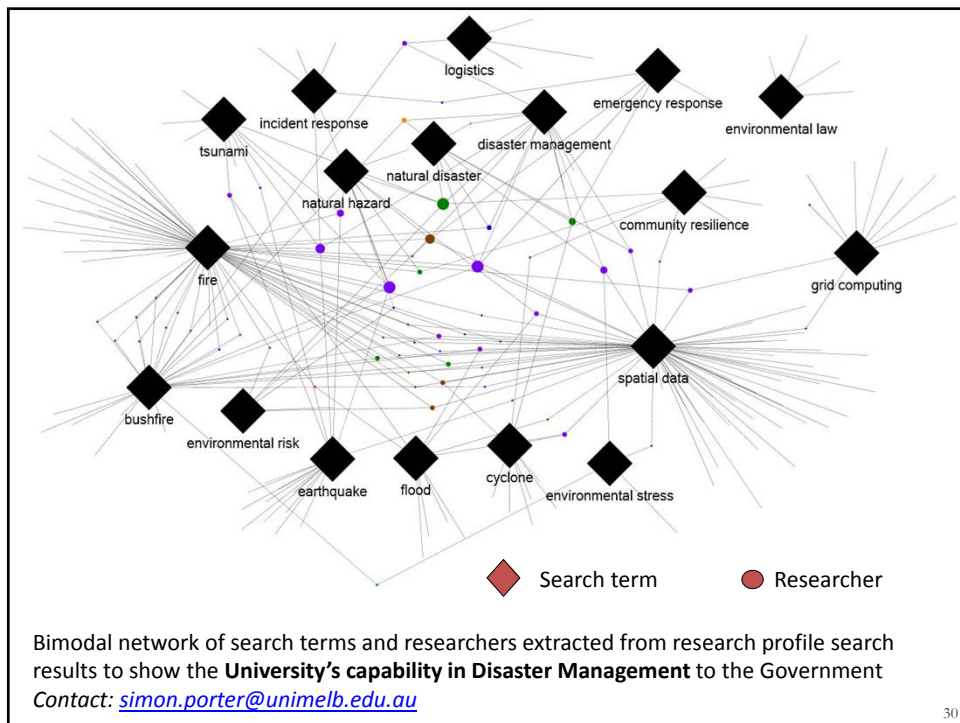 logistics
emergency response
environmental law
incident response
disaster management
tsunami
natural disaster
natural hazard
community resilience
fire
grid computing
spatial data
bushfire
environmental risk
earthquake
flood
cyclone
environmental stress
Search term
Researcher
Bimodal network of search terms and researchers extracted from research profile search
results to show the University’s capability in Disaster Management to the Government
Contact: simon.porter@unimelb.edu.au
30